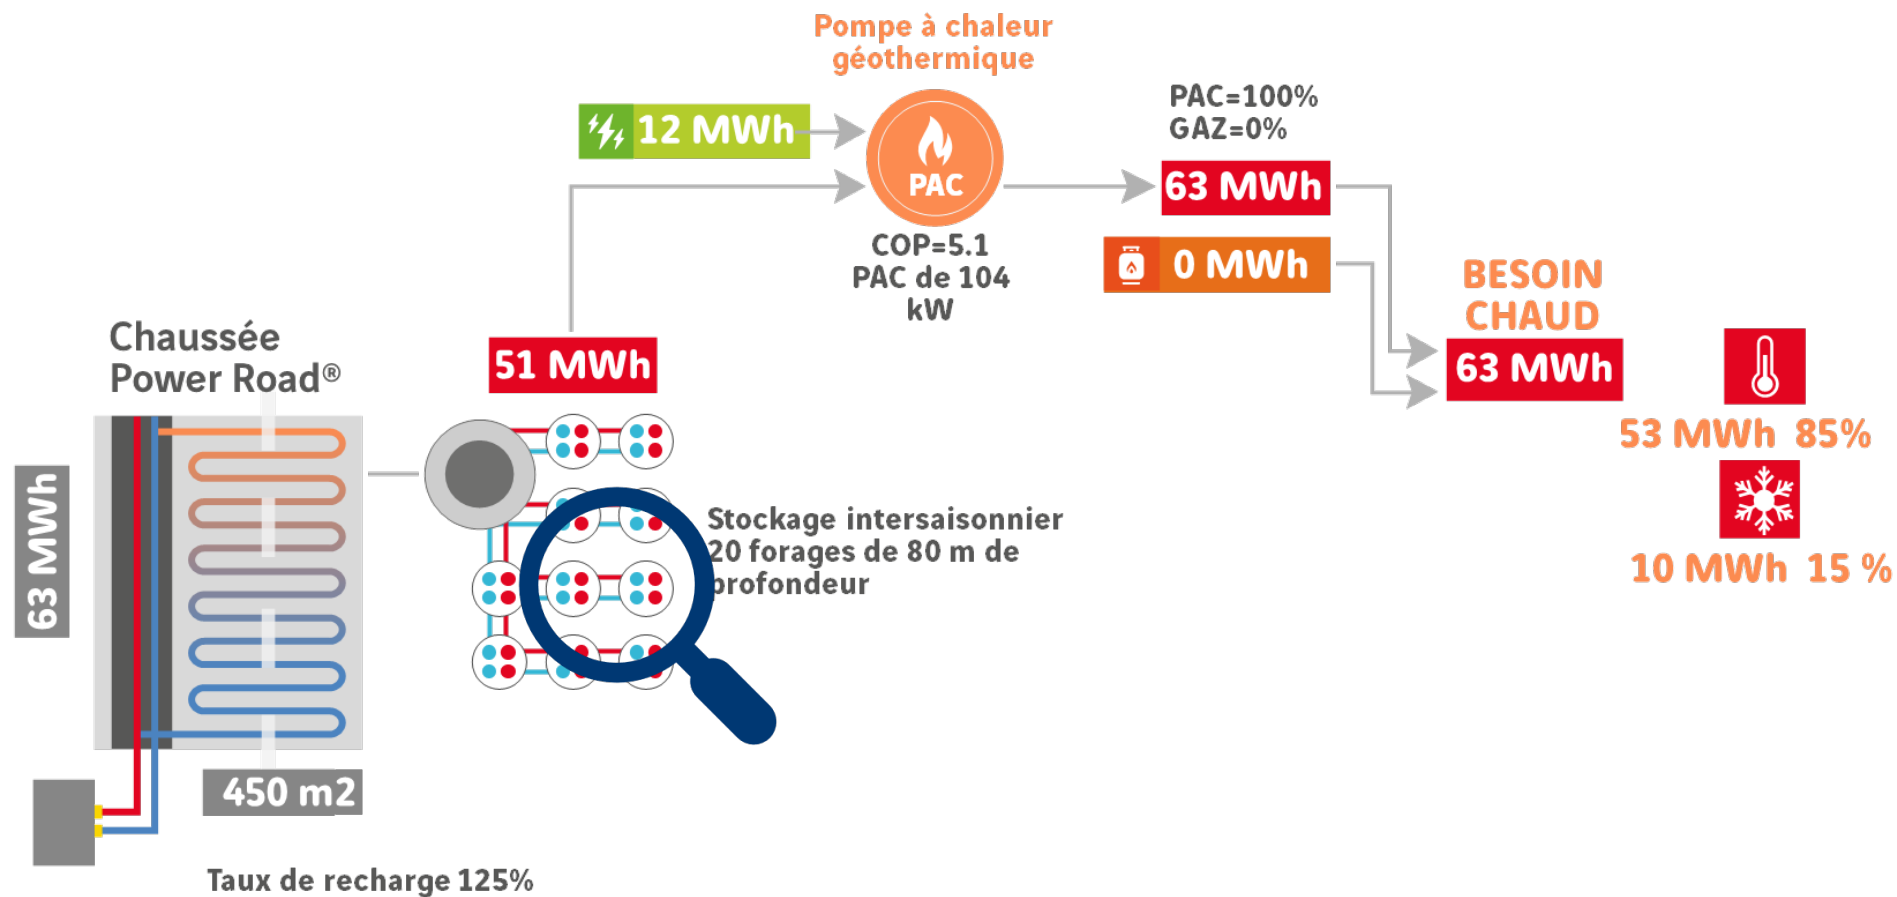 Pompe à chaleur
géothermique
12 MWh
PAC
COP=5.1
PAC de 104
kW
PAC=100%
GAZ=0%
63 MWh
0 MWh
BESOIN
CHAUD
63 MWh
53 MWh 85%
10 MWh 15 %
51 MWh
Chaussée
Power Road®
63 MWh
450 m2
Stockage intersaisonnier
20 forages de 80 m de
profondeur
Taux de recharge 125%